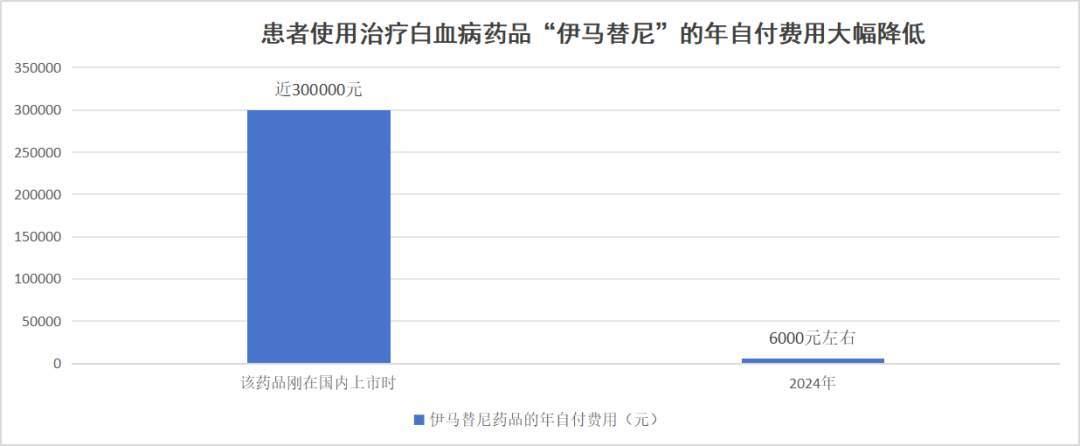 患者使用治疗白血病药品“伊马替尼”的年自付费用大幅降低
350000
近300000元
300000
250000
200000
150000
100000
50000
6000元左右
0
该药品刚在国内上市时
2024年
伊马替尼药品的年自付费用（元）